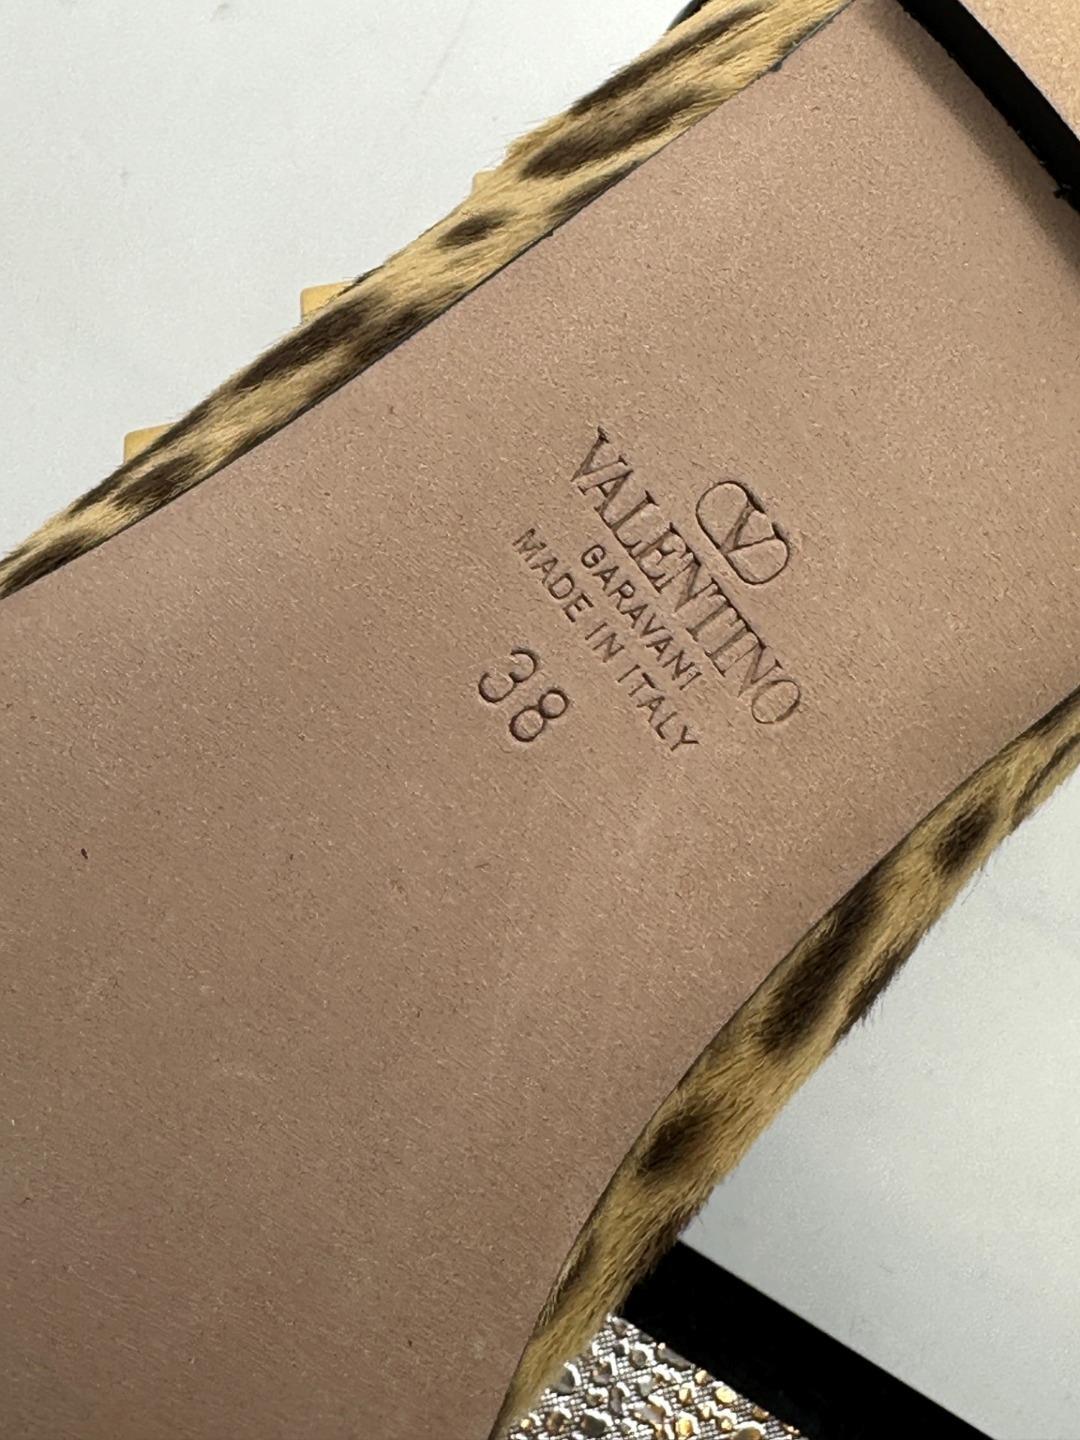 V
VALENTINO
GARAVANI
MADE IN ITALY
38